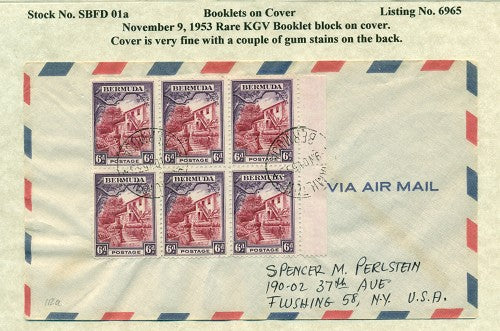 Stock No. SBFD 01a Booklets on Cover Listing No. 6965
November 9, 1953 Rare KGV Booklet block on cover.
Cover is very fine with a couple of gum stains on the back.
BERMUDA BERMUDA BERMUDA
6d POSTAGE 6d 6d POSTAGE 6d 6d POSTAGE 6d
BERMUDA BERMUDA BERMUDA
6d POSTAGE 6d 6d POSTAGE 6d 6d POSTAGE 6d
VIA AIR MAIL
SPENCER M. PERLSTEIN
190-02 37th AVE
FLUSHING 58, N.Y. U.S.A.
112a